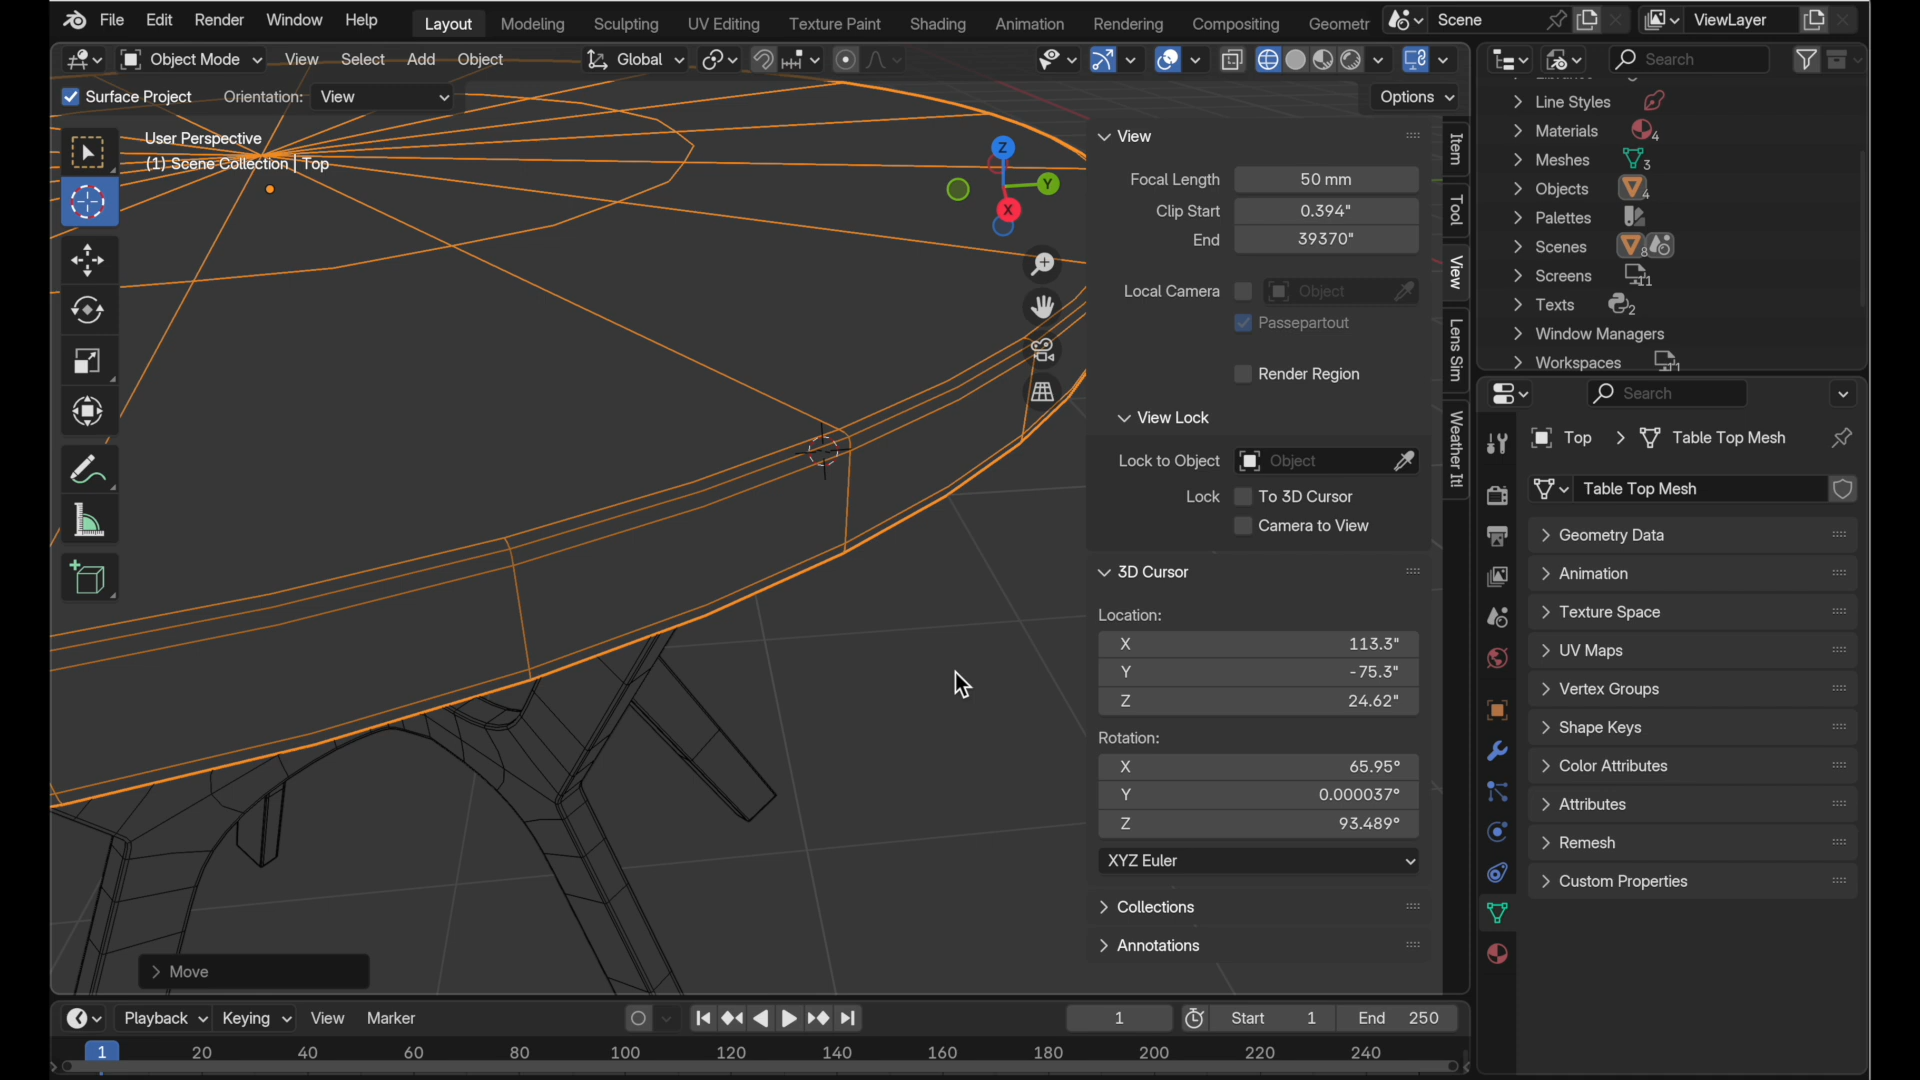 File Edit Render Window Help Layout Modeling Sculpting UV Editing Texture Paint Shading Animation Rendering Compositing Geometr Scene ViewLayer
Object Mode View Select Add Object Global Search
Surface Project Orientation: View Options
User Perspective
(1) Scene Collection | Top
Z
Y
X
View
Focal Length 50 mm
Clip Start 0.394"
End 39370"
Local Camera Object
Passepartout
Render Region
View Lock
Lock to Object Object
Lock To 3D Cursor
Camera to View
3D Cursor
Location:
X 113.3"
Y -75.3"
Z 24.62"
Rotation:
X 65.95°
Y 0.000037°
Z 93.489°
XYZ Euler
Collections
Annotations
Item
Tool
View
Lens Sim
Weather It!
Move
Line Styles
Materials 4
Meshes 3
Objects 4
Palettes
Scenes 8
Screens 11
Texts 2
Window Managers
Workspaces 1
Search
Top Table Top Mesh
Table Top Mesh
Geometry Data
Animation
Texture Space
UV Maps
Vertex Groups
Shape Keys
Color Attributes
Attributes
Remesh
Custom Properties
Playback Keying View Marker 1 Start 1 End 250
1 20 40 60 80 100 120 140 160 180 200 220 240